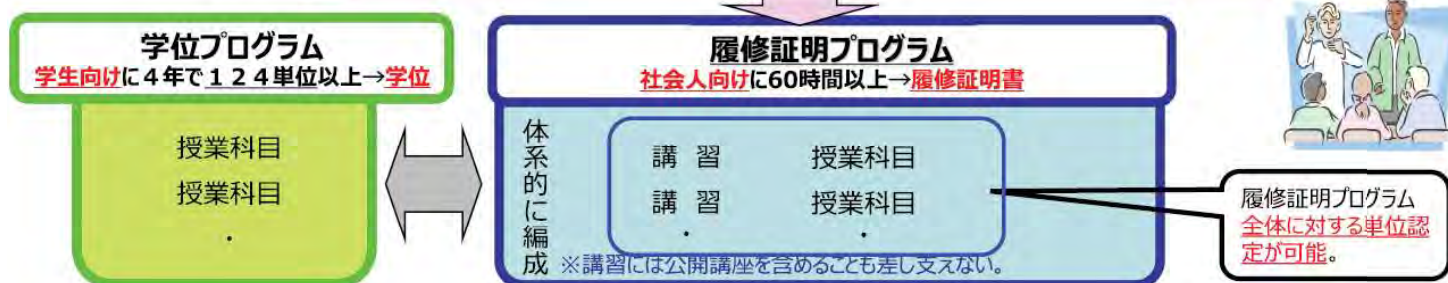 学位プログラム
学生向けに４年で１２４単位以上→学位
授業科目
授業科目
・
履修証明プログラム
社会人向けに60時間以上→履修証明書
体系的に編成
講 習 授業科目
講 習 授業科目
・ ・
※講習には公開講座を含めることも差し支えない。
履修証明プログラム
全体に対する単位認
定が可能。